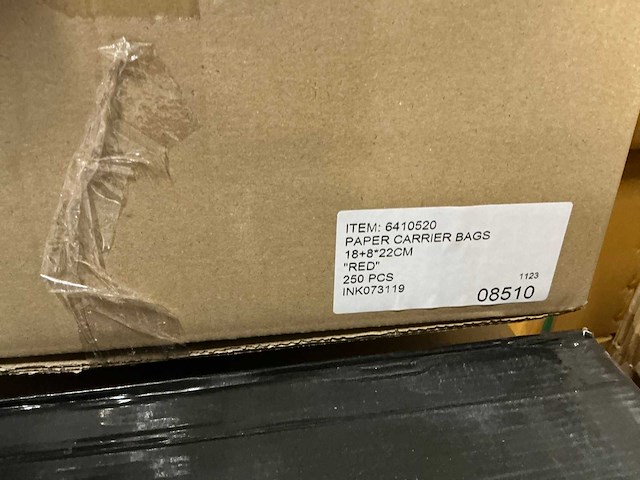 ITEM: 6410520
PAPER CARRIER BAGS
18+8*22CM
"RED"
250 PCS
1123
INK073119
08510